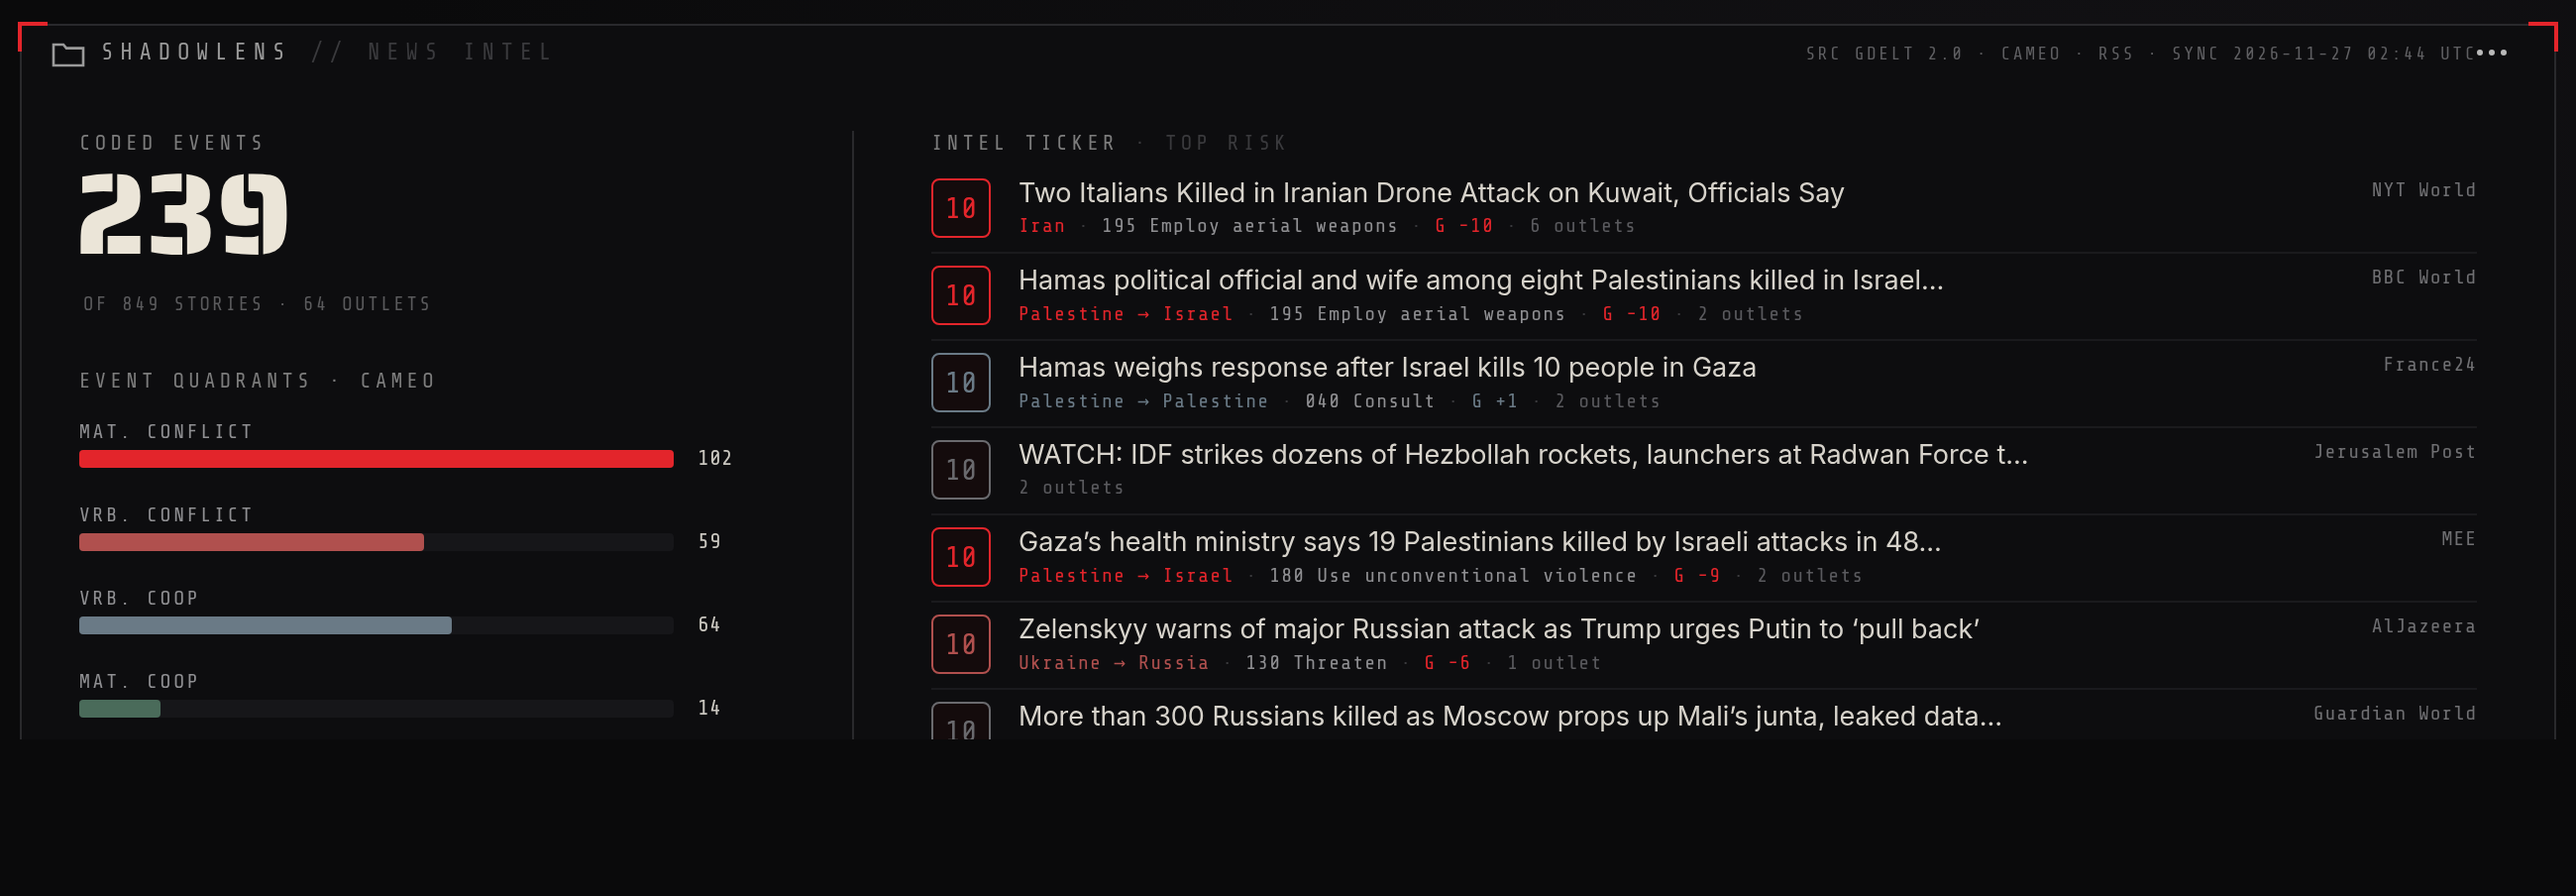 SHADOWLENS // NEWS INTEL
SRC GDELT 2.0 · CAMEO · RSS · SYNC 2026-11-27 02:44 UTC
CODED EVENTS
239
OF 849 STORIES · 64 OUTLETS
EVENT QUADRANTS · CAMEO
MAT. CONFLICT
102
VRB. CONFLICT
59
VRB. COOP
64
MAT. COOP
14
INTEL TICKER · TOP RISK
10
Two Italians Killed in Iranian Drone Attack on Kuwait, Officials Say
NYT World
Iran · 195 Employ aerial weapons · G -10 · 6 outlets
10
Hamas political official and wife among eight Palestinians killed in Israel…
BBC World
Palestine → Israel · 195 Employ aerial weapons · G -10 · 2 outlets
10
Hamas weighs response after Israel kills 10 people in Gaza
France24
Palestine → Palestine · 040 Consult · G +1 · 2 outlets
10
WATCH: IDF strikes dozens of Hezbollah rockets, launchers at Radwan Force t…
Jerusalem Post
2 outlets
10
Gaza’s health ministry says 19 Palestinians killed by Israeli attacks in 48…
MEE
Palestine → Israel · 180 Use unconventional violence · G -9 · 2 outlets
10
Zelenskyy warns of major Russian attack as Trump urges Putin to ‘pull back’
AlJazeera
Ukraine → Russia · 130 Threaten · G -6 · 1 outlet
10
More than 300 Russians killed as Moscow props up Mali’s junta, leaked data…
Guardian World